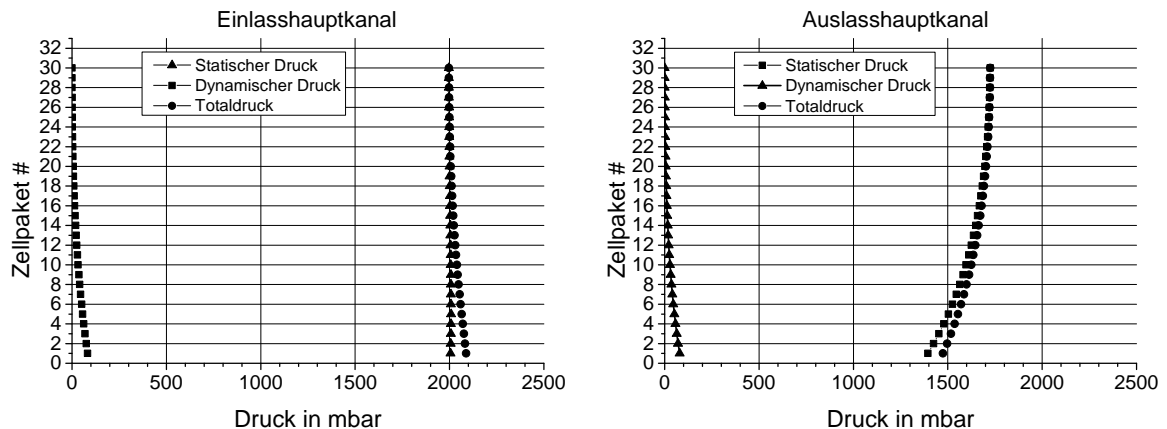 Einlasshauptkanal
32
30
28
26
24
22
20
18
16
14
12
10
8
6
4
2
0
Zellpaket #
Statischer Druck
Dynamischer Druck
Totaldruck
0 500 1000 1500 2000 2500
Druck in mbar
Auslasshauptkanal
32
30
28
26
24
22
20
18
16
14
12
10
8
6
4
2
0
Zellpaket #
Statischer Druck
Dynamischer Druck
Totaldruck
0 500 1000 1500 2000 2500
Druck in mbar